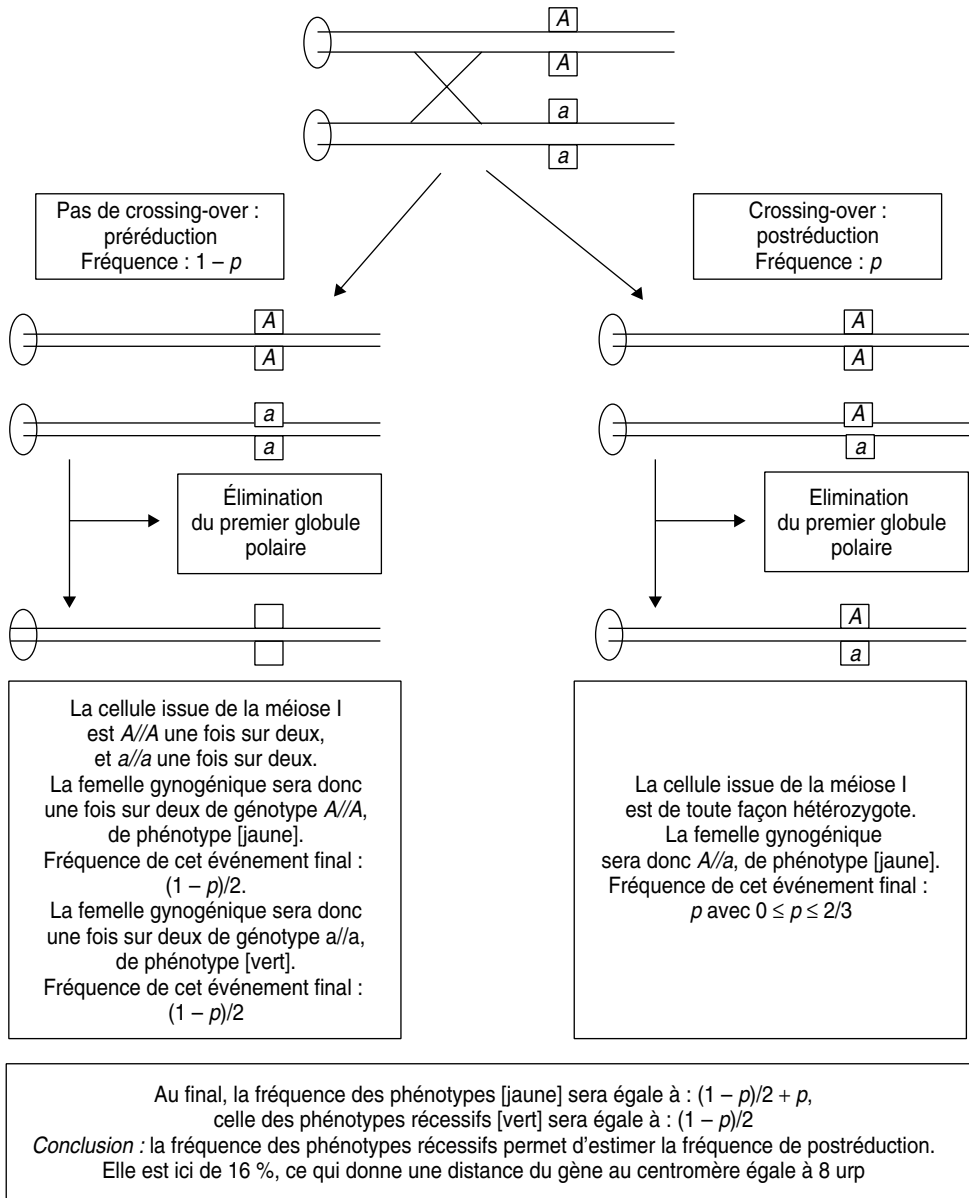 A
A
a
a
Pas de crossing-over :
préréduction
Fréquence : 1 – p
Crossing-over :
postréduction
Fréquence : p
A
A
a
a
A
A
A
a
Élimination
du premier globule
polaire
Elimination
du premier globule
polaire
A
a
La cellule issue de la méiose I
est A//A une fois sur deux,
et a//a une fois sur deux.
La femelle gynogénique sera donc
une fois sur deux de génotype A//A,
de phénotype [jaune].
Fréquence de cet événement final :
(1 – p)/2.
La femelle gynogénique sera donc
une fois sur deux de génotype a//a,
de phénotype [vert].
Fréquence de cet événement final :
(1 – p)/2
La cellule issue de la méiose I
est de toute façon hétérozygote.
La femelle gynogénique
sera donc A//a, de phénotype [jaune].
Fréquence de cet événement final :
p avec 0 ≤ p ≤ 2/3
Au final, la fréquence des phénotypes [jaune] sera égale à : (1 – p)/2 + p,
celle des phénotypes récessifs [vert] sera égale à : (1 – p)/2
Conclusion : la fréquence des phénotypes récessifs permet d'estimer la fréquence de postréduction.
Elle est ici de 16 %, ce qui donne une distance du gène au centromère égale à 8 urp